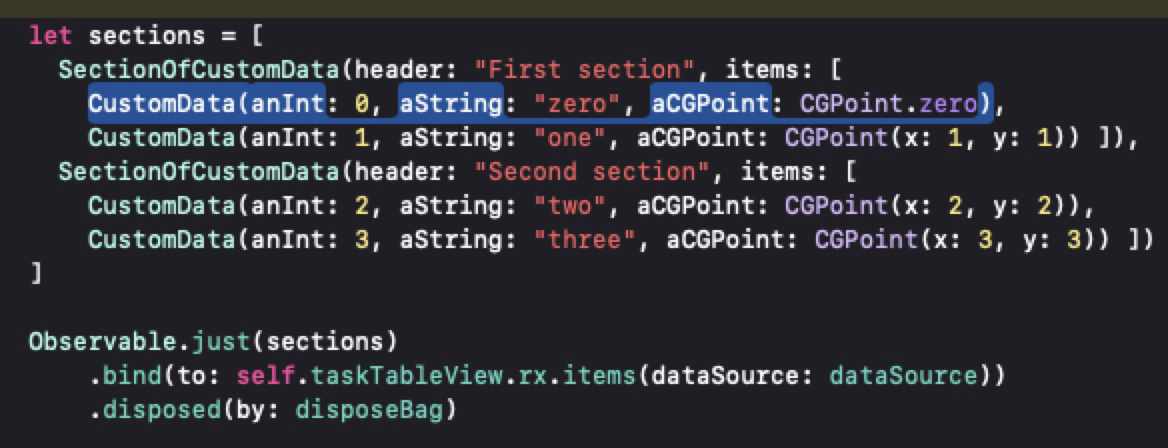 let sections = [
  SectionOfCustomData(header: "First section", items: [
    CustomData(anInt: 0, aString: "zero", aCGPoint: CGPoint.zero),
    CustomData(anInt: 1, aString: "one", aCGPoint: CGPoint(x: 1, y: 1)) ]),
  SectionOfCustomData(header: "Second section", items: [
    CustomData(anInt: 2, aString: "two", aCGPoint: CGPoint(x: 2, y: 2)),
    CustomData(anInt: 3, aString: "three", aCGPoint: CGPoint(x: 3, y: 3)) ])
]

Observable.just(sections)
    .bind(to: self.taskTableView.rx.items(dataSource: dataSource))
    .disposed(by: disposeBag)